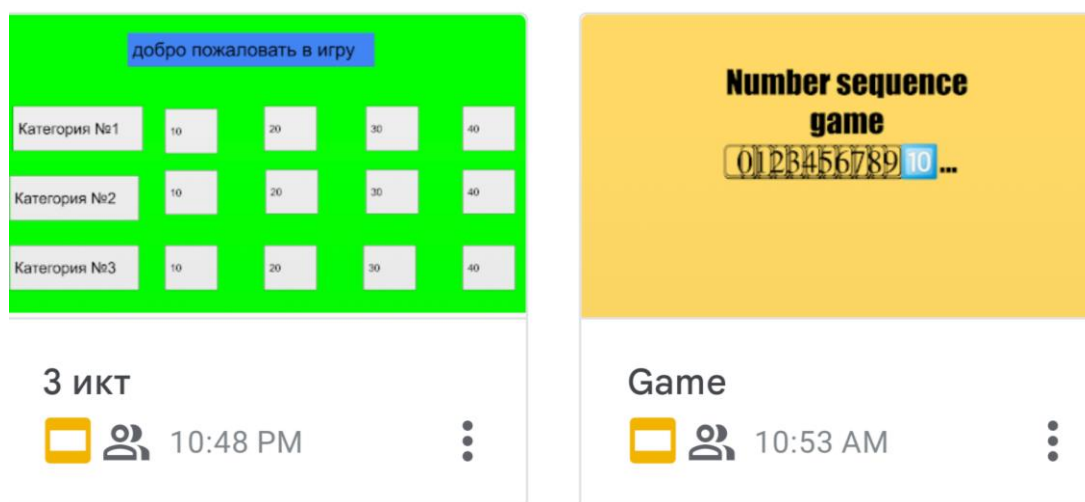 добро пожаловать в игру
Категория №1 10 20 30 40
Категория №2 10 20 30 40
Категория №3 10 20 30 40
3 икт
10:48 PM
Number sequence
game
0123456789🔟...
Game
10:53 AM